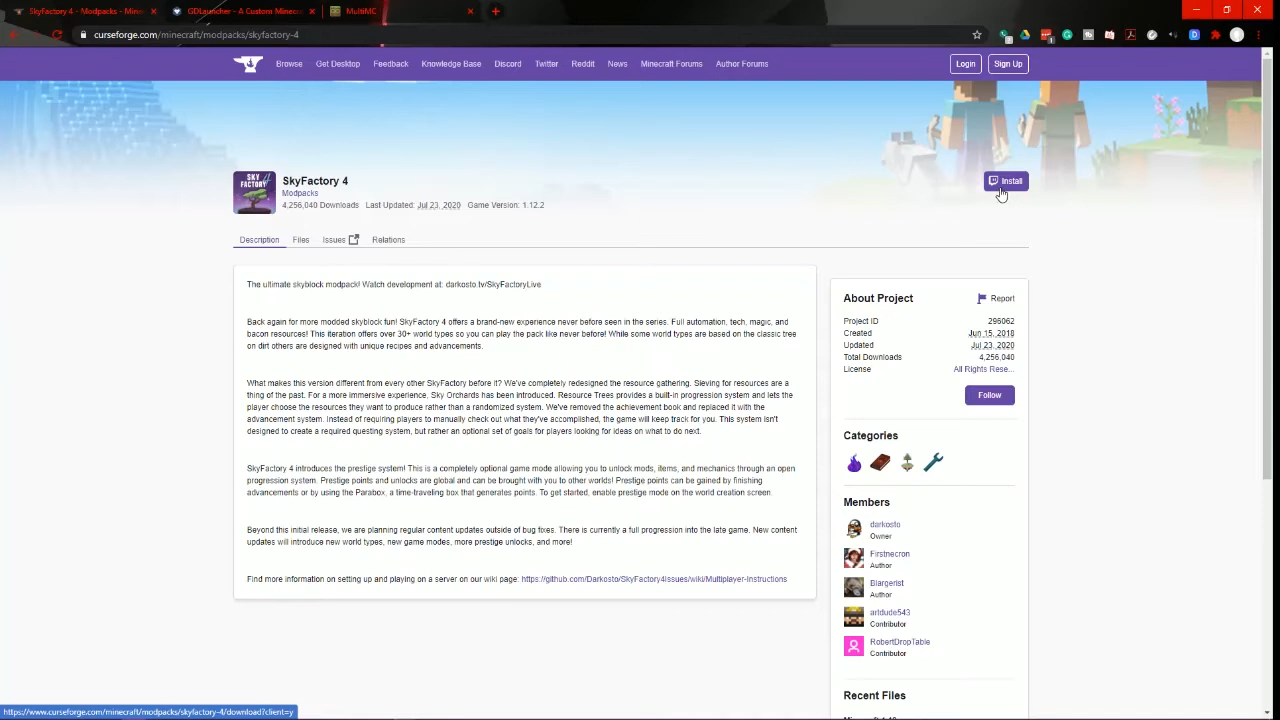 SkyFactory 4 - Modpacks - Mine
GDLauncher - A Custom Minecr
MultiMC
curseforge.com/minecraft/modpacks/skyfactory-4
Browse Get Desktop Feedback Knowledge Base Discord Twitter Reddit News Minecraft Forums Author Forums Login Sign Up
SKY
FACTORY
SkyFactory 4
Modpacks
4,256,040 Downloads Last Updated: Jul 23, 2020 Game Version: 1.12.2
Install
Description Files Issues Relations
The ultimate skyblock modpack! Watch development at: darkosto.tv/SkyFactoryLive
Back again for more modded skyblock fun! SkyFactory 4 offers a brand-new experience never before seen in the series. Full automation, tech, magic, and
bacon resources! This iteration offers over 30+ world types so you can play the pack like never before! While some world types are based on the classic tree
on dirt others are designed with unique recipes and advancements.
What makes this version different from every other SkyFactory before it? We've completely redesigned the resource gathering. Sieving for resources are a
thing of the past. For a more immersive experience, Sky Orchards has been introduced. Resource Trees provides a built-in progression system and lets the
player choose the resources they want to produce rather than a randomized system. We've removed the achievement book and replaced it with the
advancement system. Instead of requiring players to manually check out what they've accomplished, the game will keep track for you. This system isn't
designed to create a required questing system, but rather an optional set of goals for players looking for ideas on what to do next.
SkyFactory 4 introduces the prestige system! This is a completely optional game mode allowing you to unlock mods, items, and mechanics through an open
progression system. Prestige points and unlocks are global and can be brought with you to other worlds! Prestige points can be gained by finishing
advancements or by using the Parabox, a time-traveling box that generates points. To get started, enable prestige mode on the world creation screen.
Beyond this initial release, we are planning regular content updates outside of bug fixes. There is currently a full progression into the late game. New content
updates will introduce new world types, new game modes, more prestige unlocks, and more!
Find more information on setting up and playing on a server on our wiki page: https://github.com/Darkosto/SkyFactory4Issues/wiki/Multiplayer-Instructions
About Project Report
Project ID 296062
Created Jun 15, 2018
Updated Jul 23, 2020
Total Downloads 4,256,040
License All Rights Rese...
Follow
Categories
Members
darkosto
Owner
Firstnecron
Author
Blargerist
Author
artdude543
Contributor
RobertDropTable
Contributor
Recent Files
https://www.curseforge.com/minecraft/modpacks/skyfactory-4/download?client=y